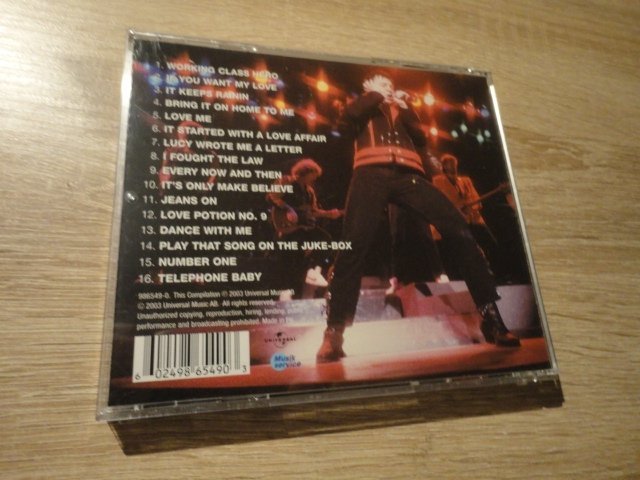 1. WORKING CLASS HERO
2. IF YOU WANT MY LOVE
3. IT KEEPS RAININ
4. BRING IT ON HOME TO ME
5. LOVE ME
6. IT STARTED WITH A LOVE AFFAIR
7. LUCY WROTE ME A LETTER
8. I FOUGHT THE LAW
9. EVERY NOW AND THEN
10. IT'S ONLY MAKE BELIEVE
11. JEANS ON
12. LOVE POTION NO. 9
13. DANCE WITH ME
14. PLAY THAT SONG ON THE JUKE-BOX
15. NUMBER ONE
16. TELEPHONE BABY
986549-0. This Compilation ℗ 2003 Universal Music AB.
© 2003 Universal Music AB. All rights reserved.
Unauthorized copying, reproduction, hiring, lending, public
performance and broadcasting prohibited. Made in
UNIVERSAL
Musik
service
6 02498 65490 3